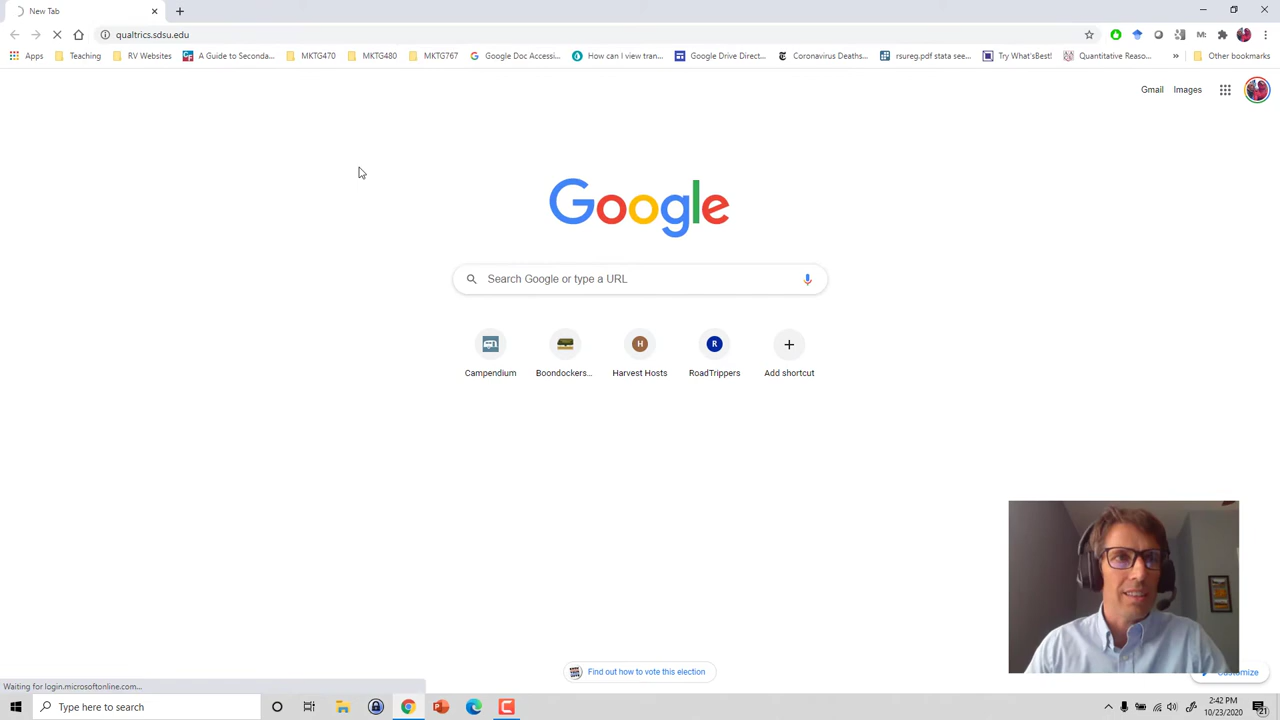 New Tab
qualtrics.sdsu.edu
Apps Teaching RV Websites A Guide to Seconda... MKTG470 MKTG480 MKTG767 Google Doc Accessi... How can I view tran... Google Drive Direct... Coronavirus Deaths... rsureg.pdf stata see... Try What'sBest! Quantitative Reaso... » Other bookmarks
Gmail Images
Google
Search Google or type a URL
H R
Campendium Boondockers... Harvest Hosts RoadTrippers Add shortcut
Find out how to vote this election
Customize
Waiting for login.microsoftonline.com...
Type here to search
2:42 PM
10/23/2020
21